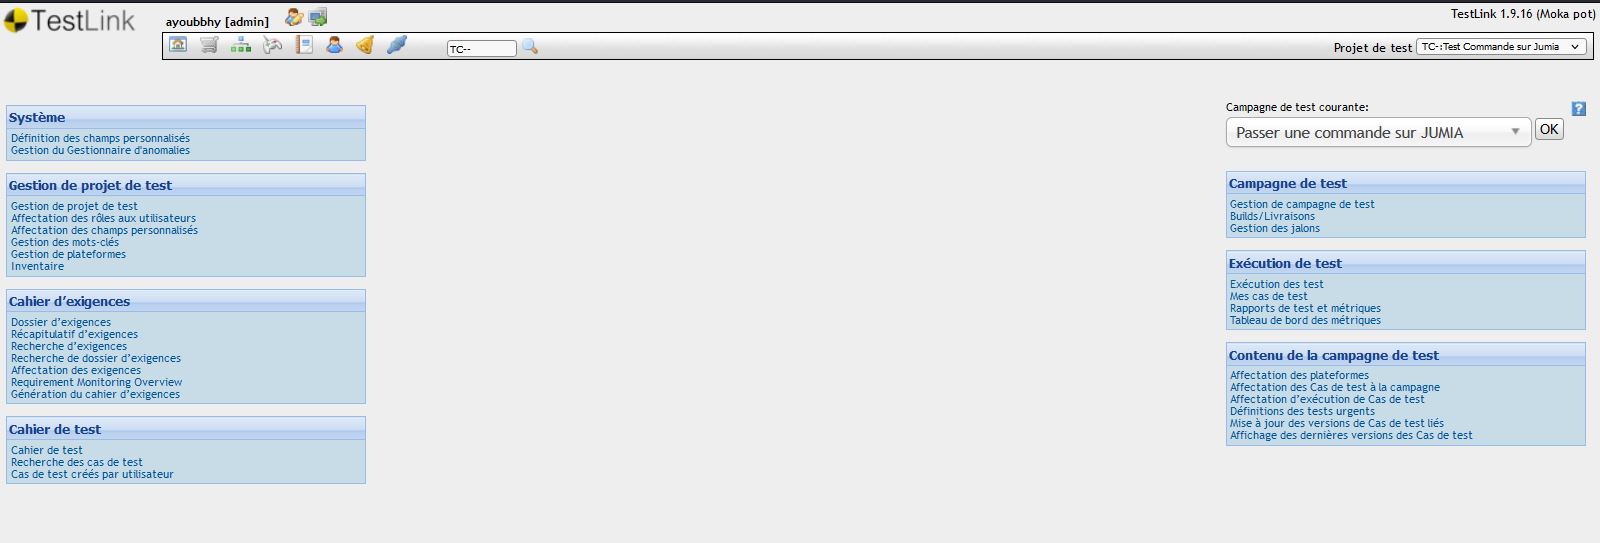 TestLink
ayoubbhy [admin]
TestLink 1.9.16 (Moka pot)
TC--
Projet de test TC-:Test Commande sur Jumia
Système
Définition des champs personnalisés
Gestion du Gestionnaire d'anomalies
Gestion de projet de test
Gestion de projet de test
Affectation des rôles aux utilisateurs
Affectation des champs personnalisés
Gestion des mots-clés
Gestion de plateformes
Inventaire
Cahier d’exigences
Dossier d’exigences
Récapitulatif d’exigences
Recherche d’exigences
Recherche de dossier d’exigences
Affectation des exigences
Requirement Monitoring Overview
Génération du cahier d’exigences
Cahier de test
Cahier de test
Recherche des cas de test
Cas de test créés par utilisateur
Campagne de test courante:
?
Passer une commande sur JUMIA
OK
Campagne de test
Gestion de campagne de test
Builds/Livraisons
Gestion des jalons
Exécution de test
Exécution des test
Mes cas de test
Rapports de test et métriques
Tableau de bord des métriques
Contenu de la campagne de test
Affectation des plateformes
Affectation des Cas de test à la campagne
Affectation d’exécution de Cas de test
Définitions des tests urgents
Mise à jour des versions de Cas de test liés
Affichage des dernières versions des Cas de test